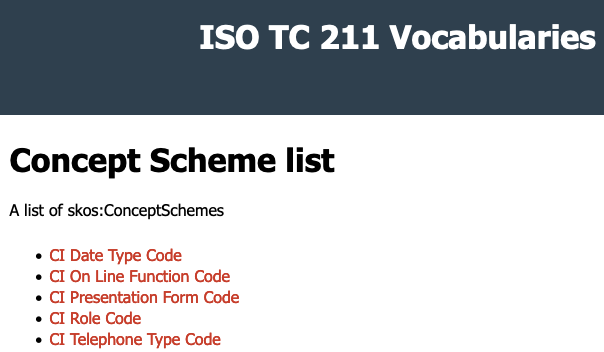 ISO TC 211 Vocabularies
Concept Scheme list
A list of skos:ConceptSchemes
• CI Date Type Code
• CI On Line Function Code
• CI Presentation Form Code
• CI Role Code
• CI Telephone Type Code